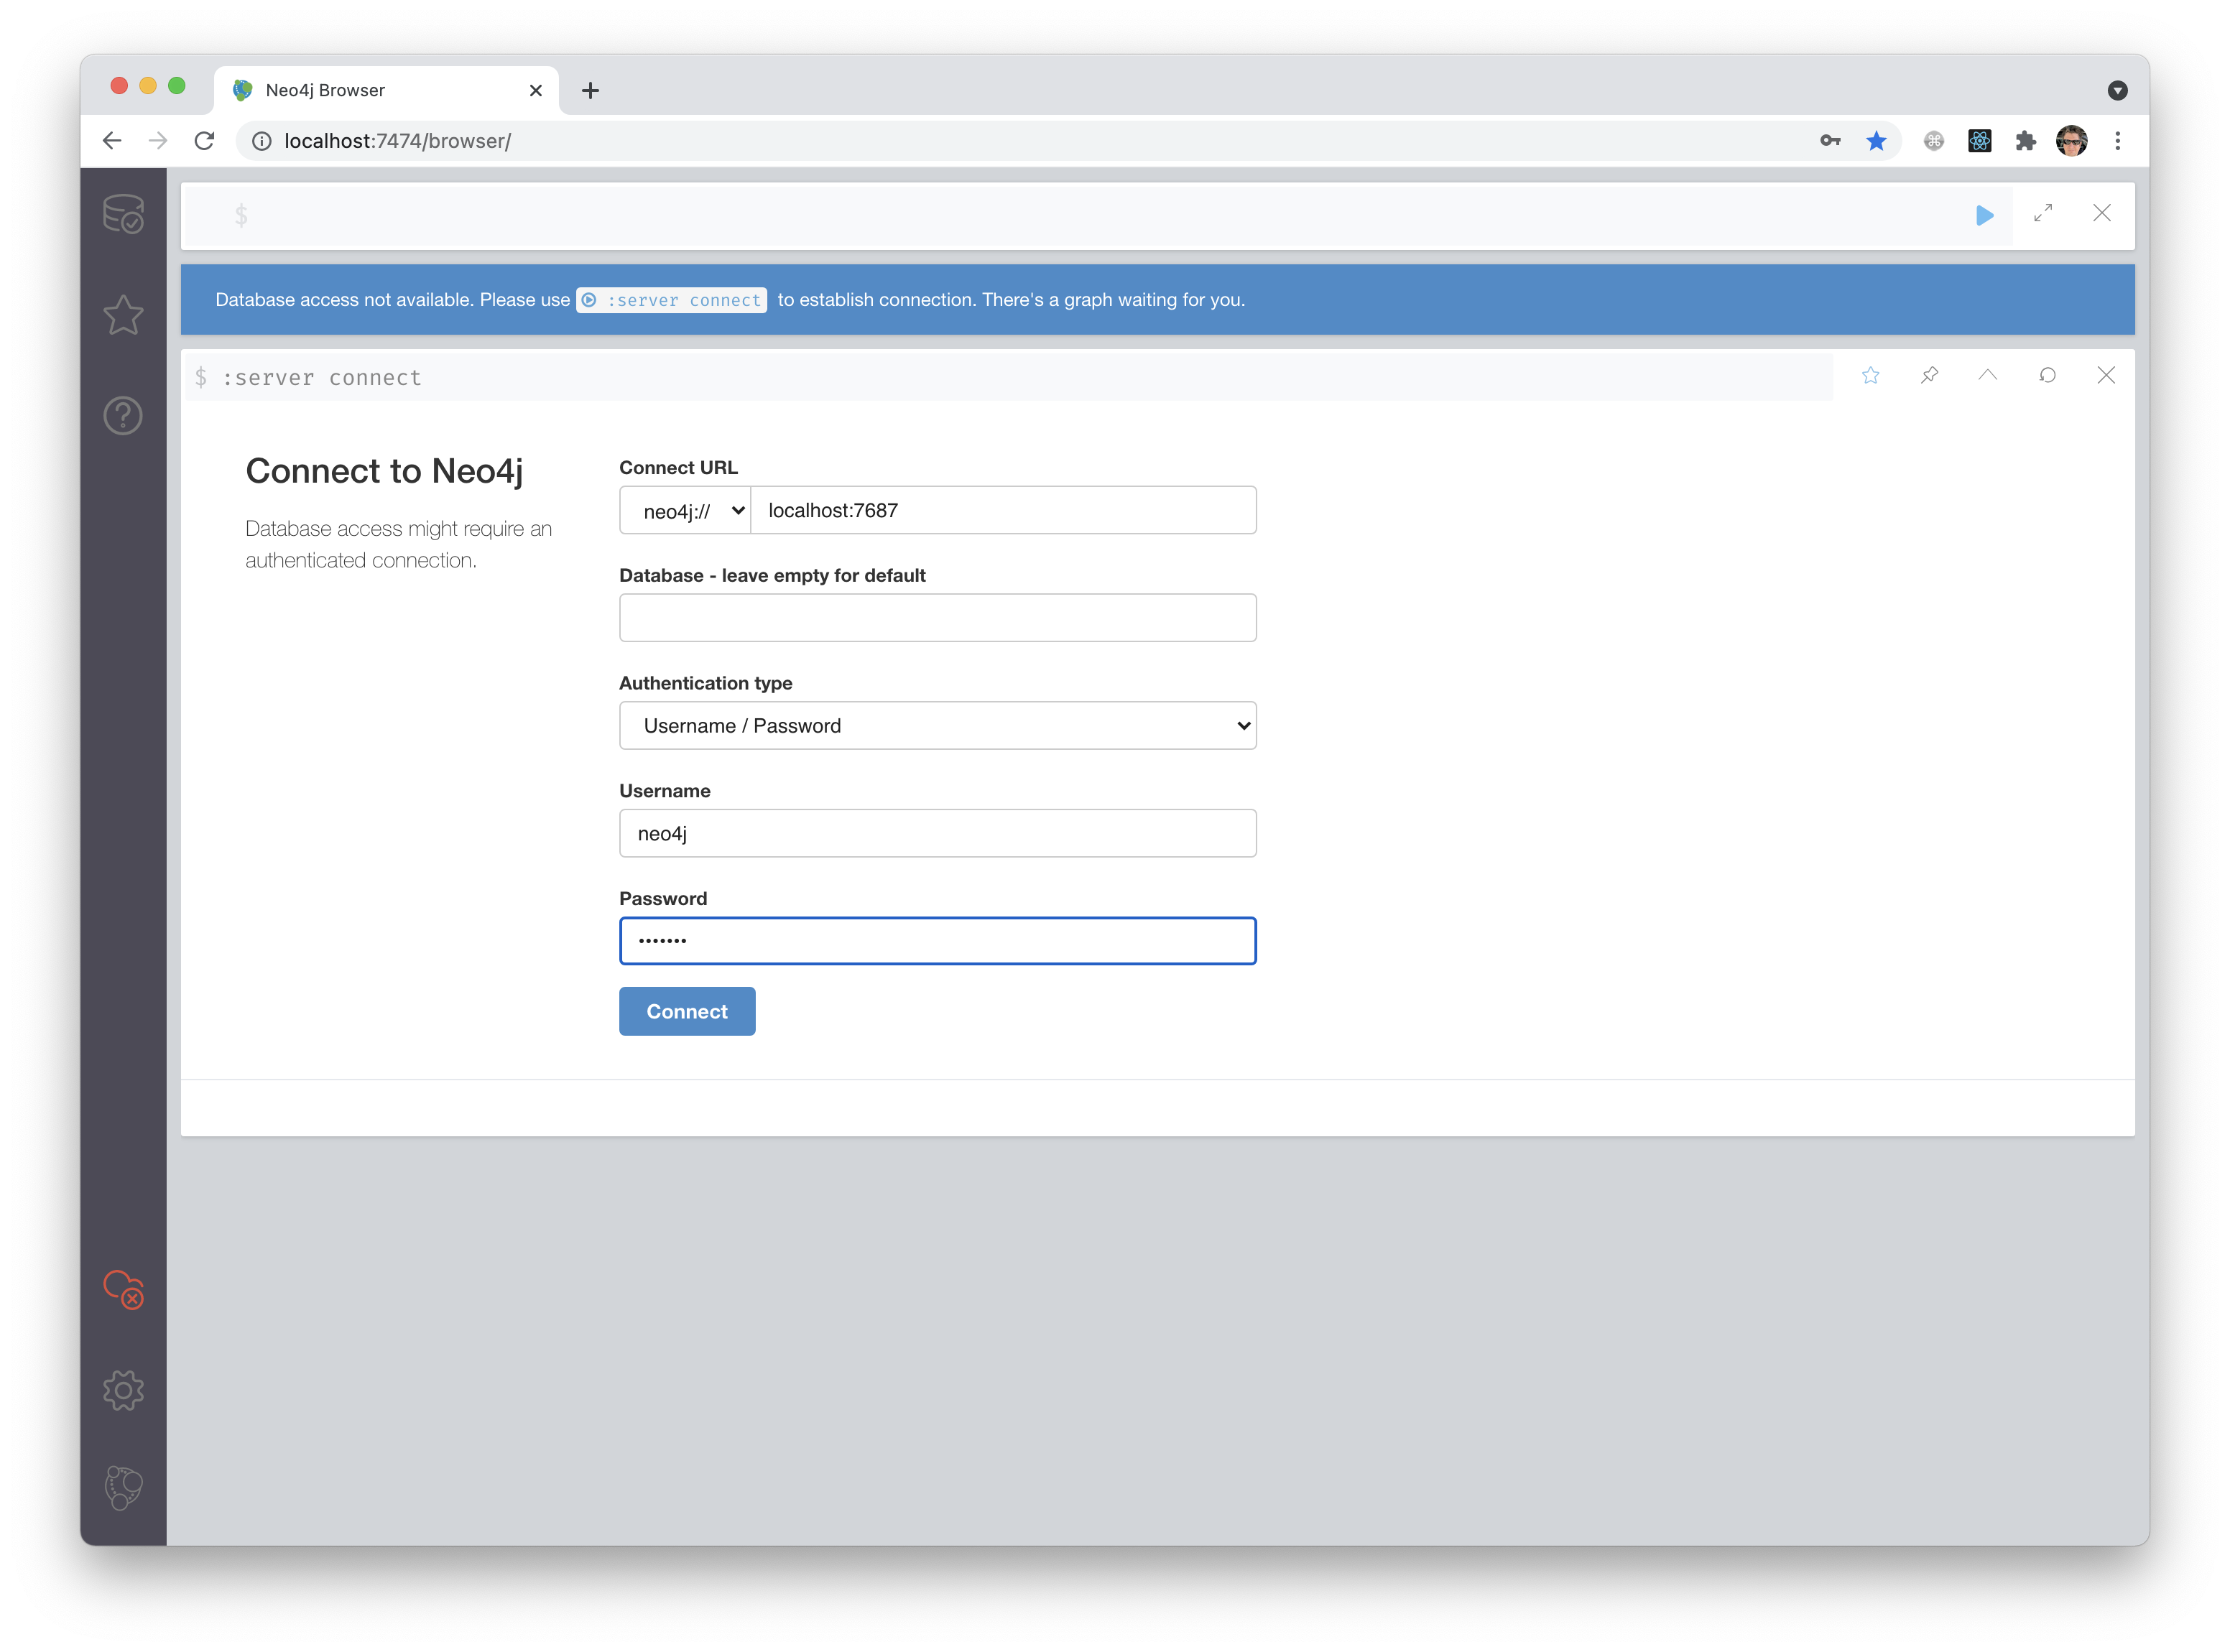 Neo4j Browser
localhost:7474/browser/
$
Database access not available. Please use :server connect to establish connection. There's a graph waiting for you.
$ :server connect
Connect to Neo4j
Database access might require an
authenticated connection.
Connect URL
neo4j:// localhost:7687
Database - leave empty for default
Authentication type
Username / Password
Username
neo4j
Password
•••••••
Connect